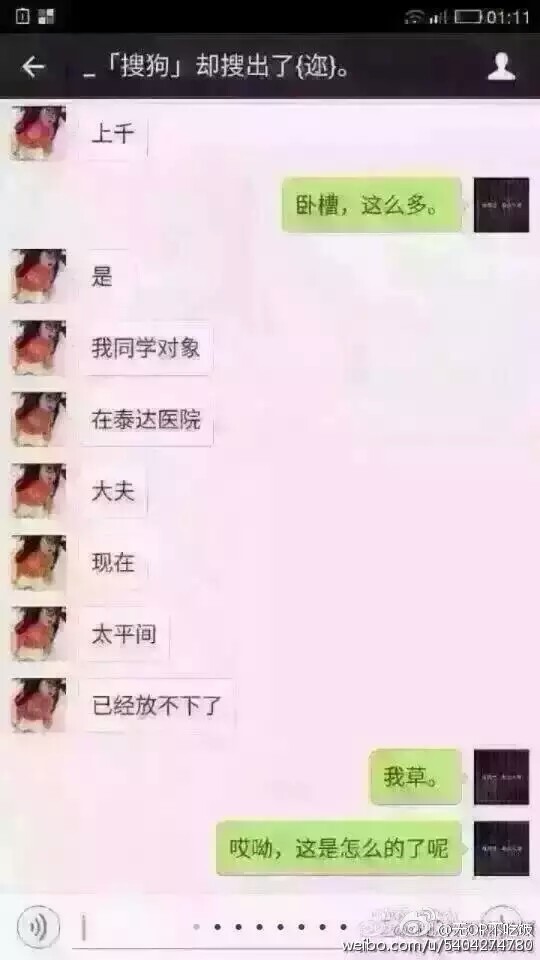 01:11
_「搜狗」却搜出了{迩}。
上千
卧槽，这么多。
是
我同学对象
在泰达医院
大夫
现在
太平间
已经放不下了
我草。
哎呦，这是怎么的了呢
weibo.com/u/5404274780